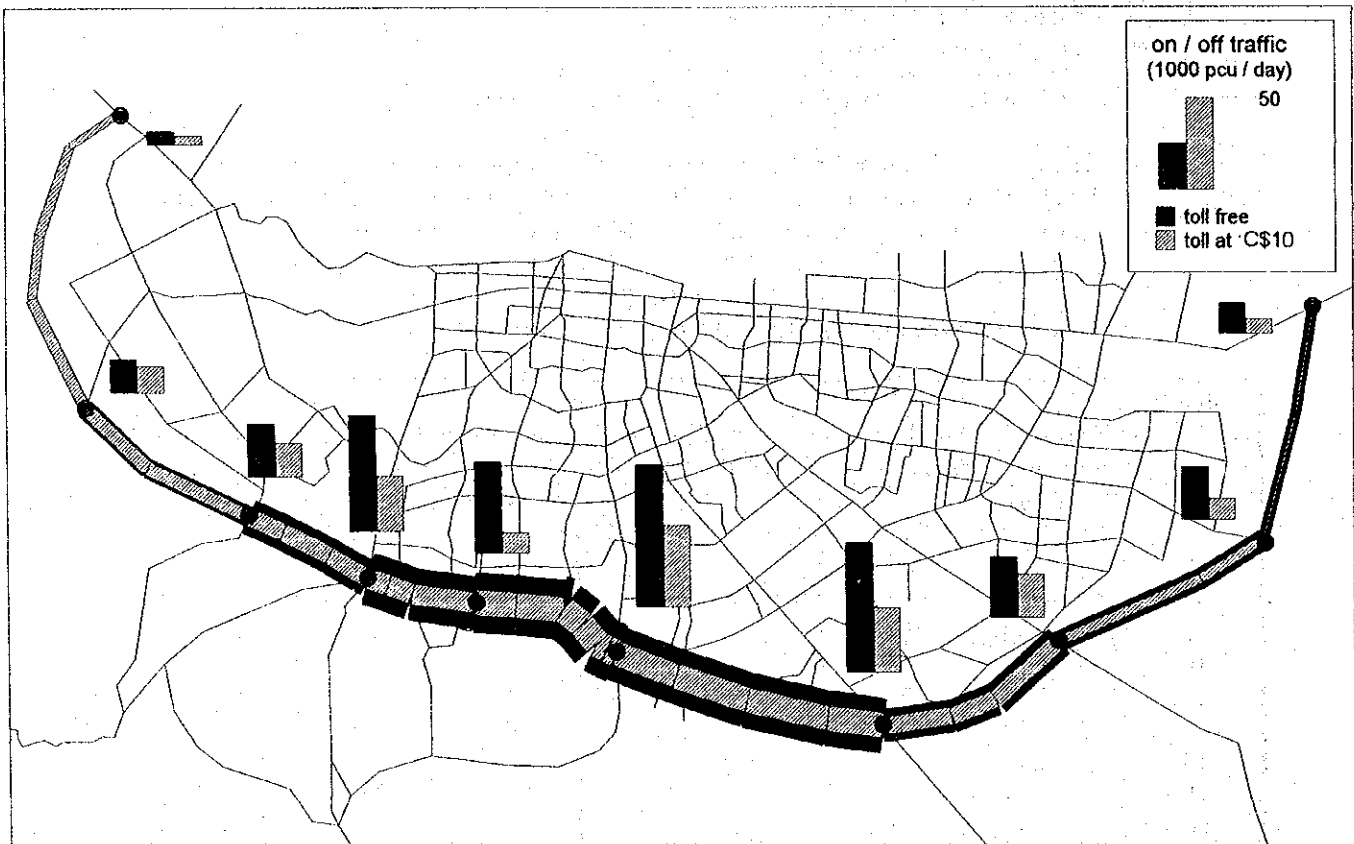 on / off traffic
(1000 pcu / day)
50
toll free
toll at C$10